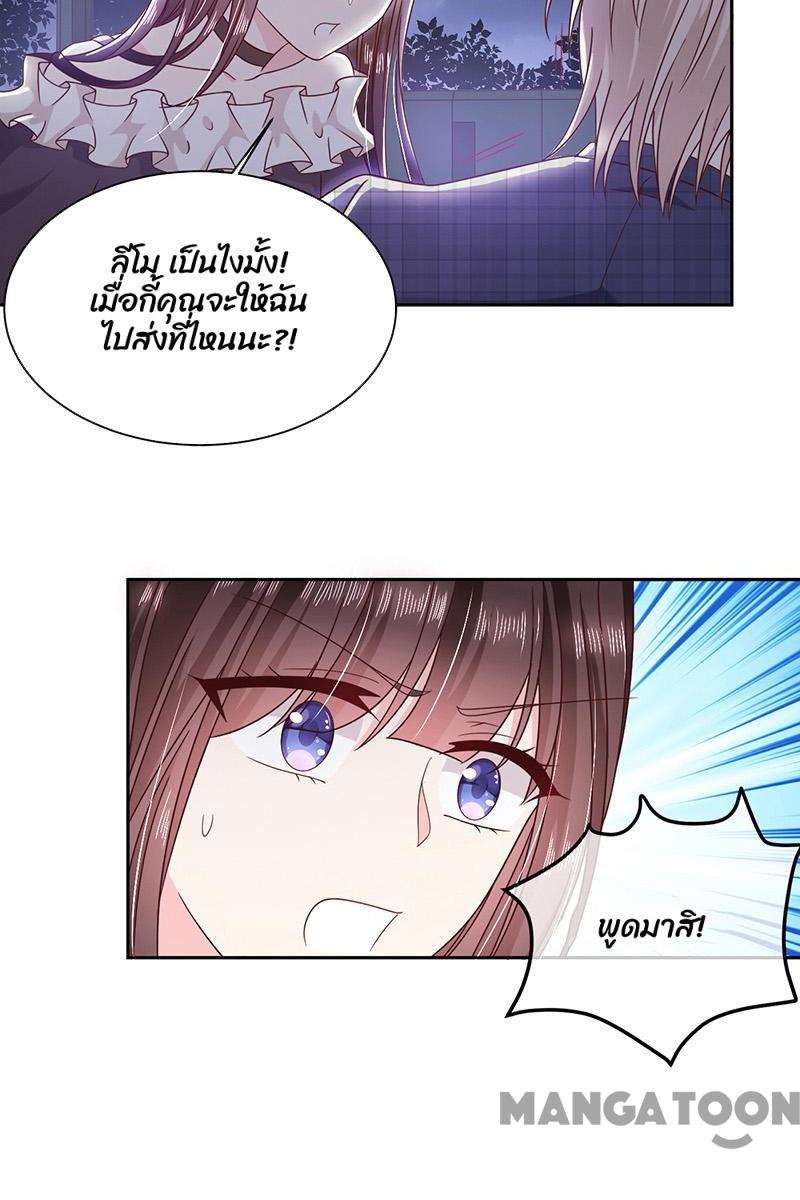 ลีโม เป็นไงมั้ง!
เมื่อกี้คุณจะให้ฉัน
ไปส่งที่ไหนนะ?!
พูดมาสิ!
MANGATOON